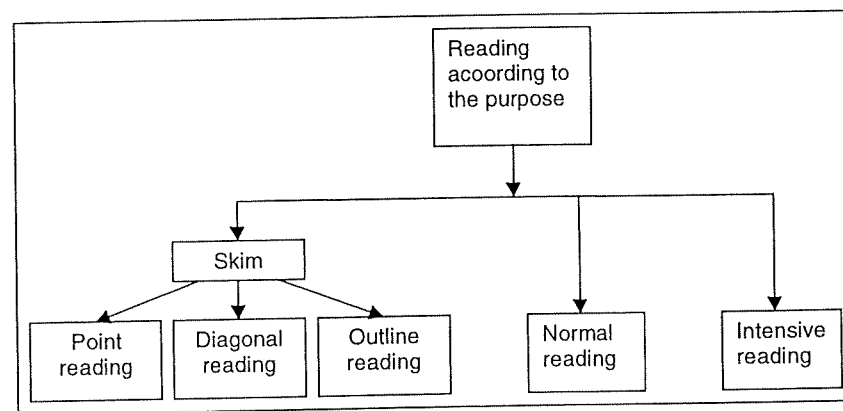 Reading
acoording to
the purpose
Skim
Point
reading
Diagonal
reading
Outline
reading
Normal
reading
Intensive
reading